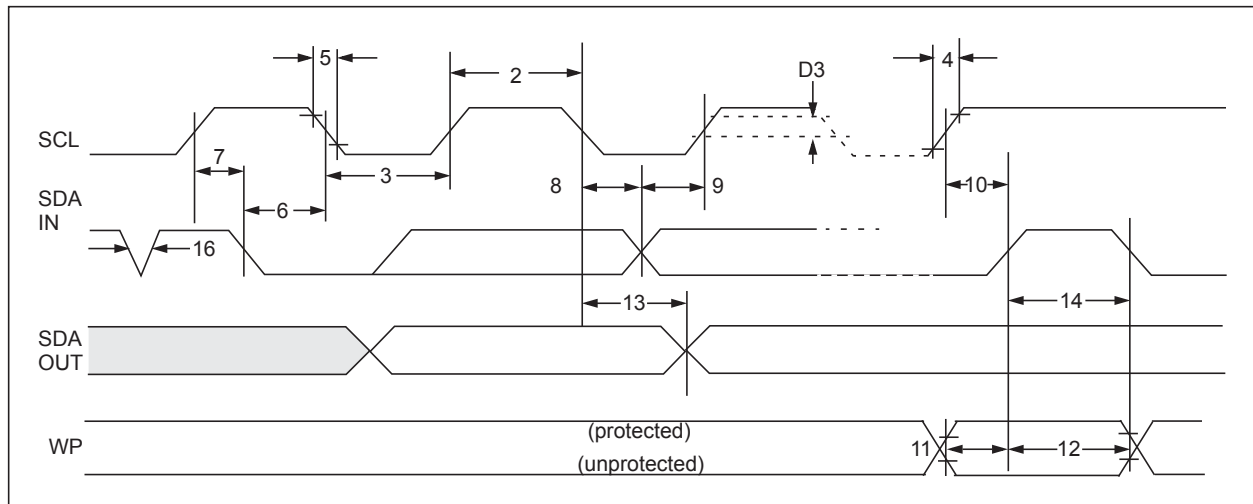 5
2
D3
4
SCL
7
3
8
9
10
SDA
IN
6
16
13
14
SDA
OUT
WP
(protected)
(unprotected)
11
12